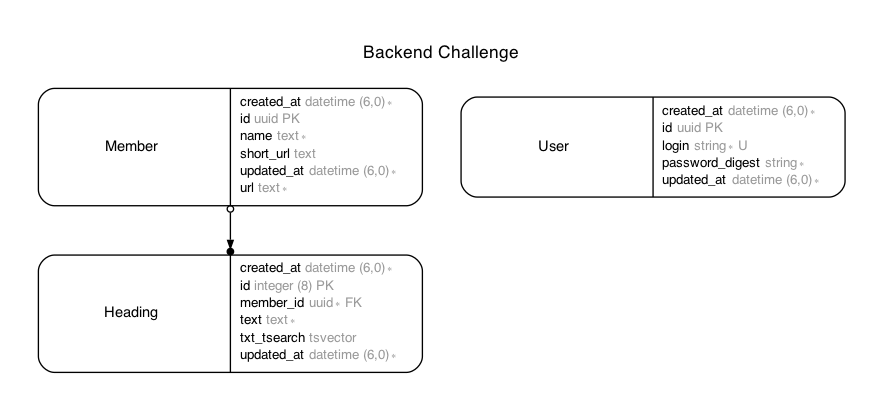 Backend Challenge
Member
created_at datetime (6,0) *
id uuid PK
name text *
short_url text
updated_at datetime (6,0) *
url text *
User
created_at datetime (6,0) *
id uuid PK
login string * U
password_digest string *
updated_at datetime (6,0) *
Heading
created_at datetime (6,0) *
id integer (8) PK
member_id uuid * FK
text text *
txt_tsearch tsvector
updated_at datetime (6,0) *